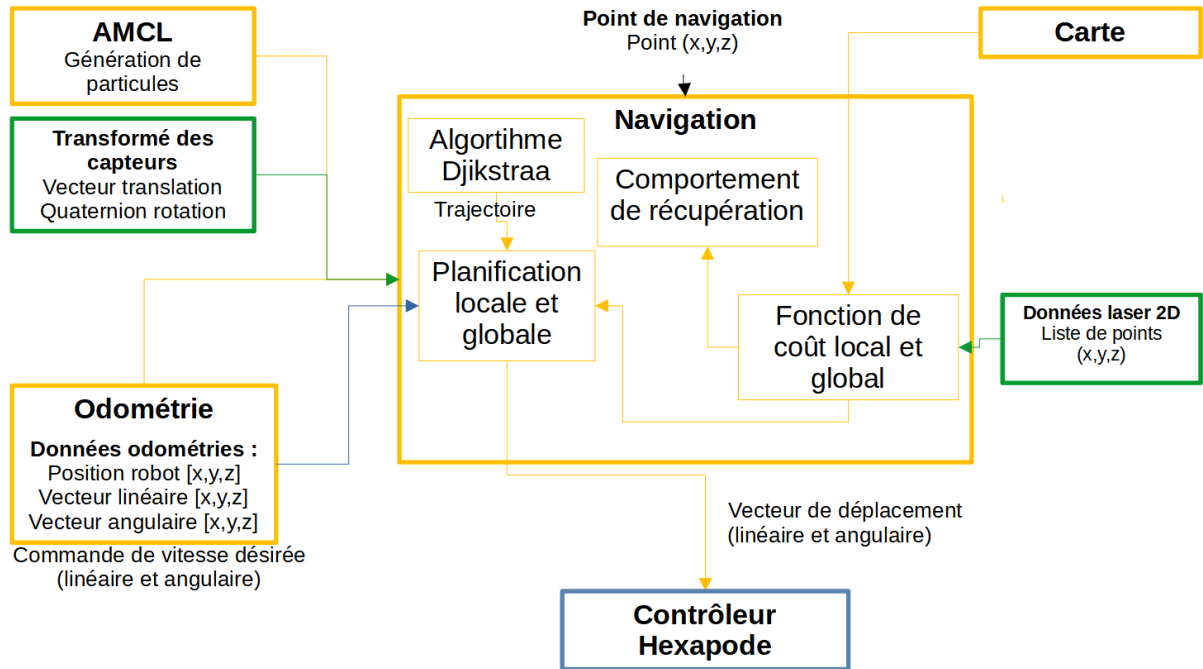 AMCL
Génération de
particules
Point de navigation
Point (x,y,z)
Carte
Transformé des
capteurs
Vecteur translation
Quaternion rotation
Navigation
Algortihme
Djikstraa
Trajectoire
Comportement
de récupération
Planification
locale et
globale
Fonction de
coût local et
global
Données laser 2D
Liste de points
(x,y,z)
Odométrie
Données odométries :
Position robot [x,y,z]
Vecteur linéaire [x,y,z]
Vecteur angulaire [x,y,z]
Commande de vitesse désirée
(linéaire et angulaire)
Vecteur de déplacement
(linéaire et angulaire)
Contrôleur
Hexapode